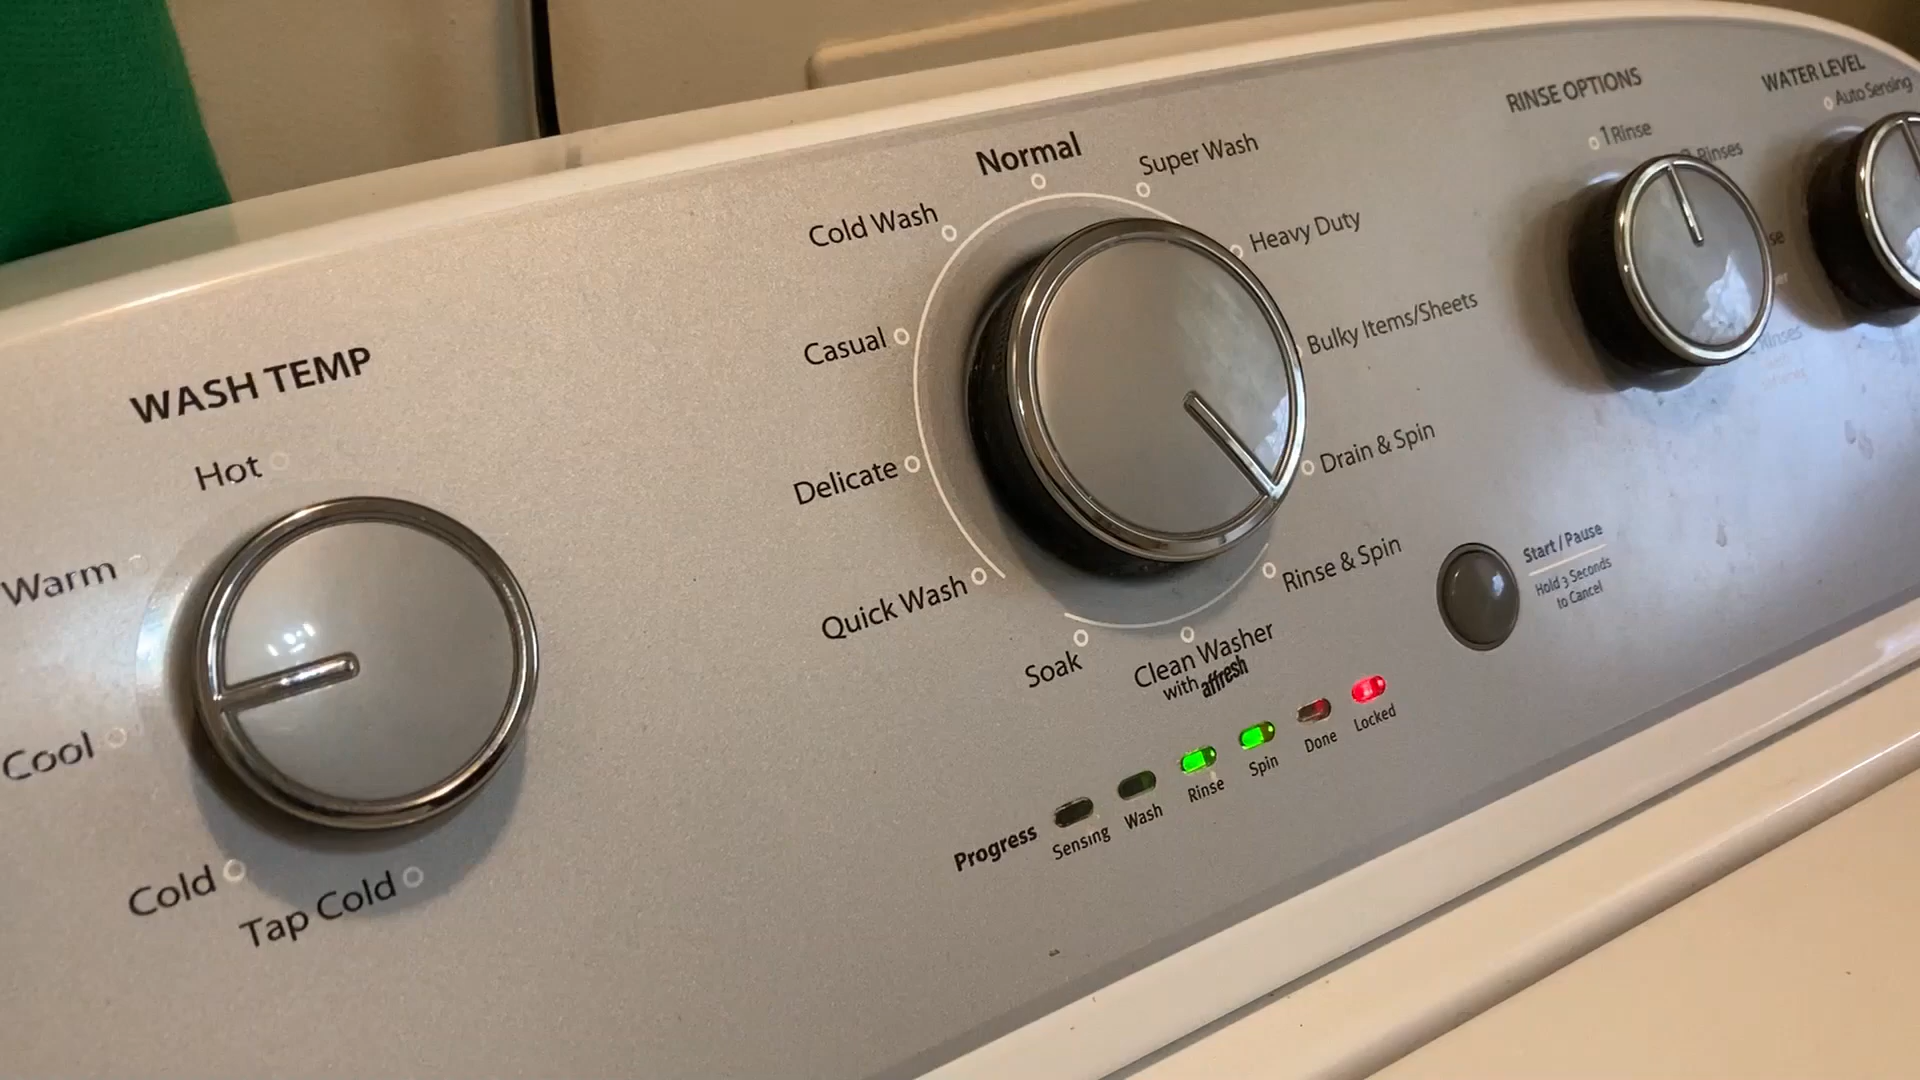 WASH TEMP
Hot
Warm
Cool
Cold
Tap Cold
Normal
Super Wash
Cold Wash
Heavy Duty
Casual
Bulky Items/Sheets
Delicate
Drain & Spin
Quick Wash
Rinse & Spin
Soak
Clean Washer
with affresh
Progress
Sensing
Wash
Rinse
Spin
Done
Locked
RINSE OPTIONS
1 Rinse
Rinses
Rinses
Start / Pause
Hold 3 Seconds
to Cancel
WATER LEVEL
Auto Sensing